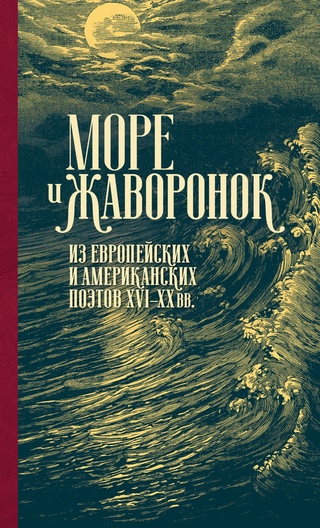 МОРЕ
и ЖАВОРОНОК
ИЗ ЕВРОПЕЙСКИХ
И АМЕРИКАНСКИХ
ПОЭТОВ XVI–XX ВВ.